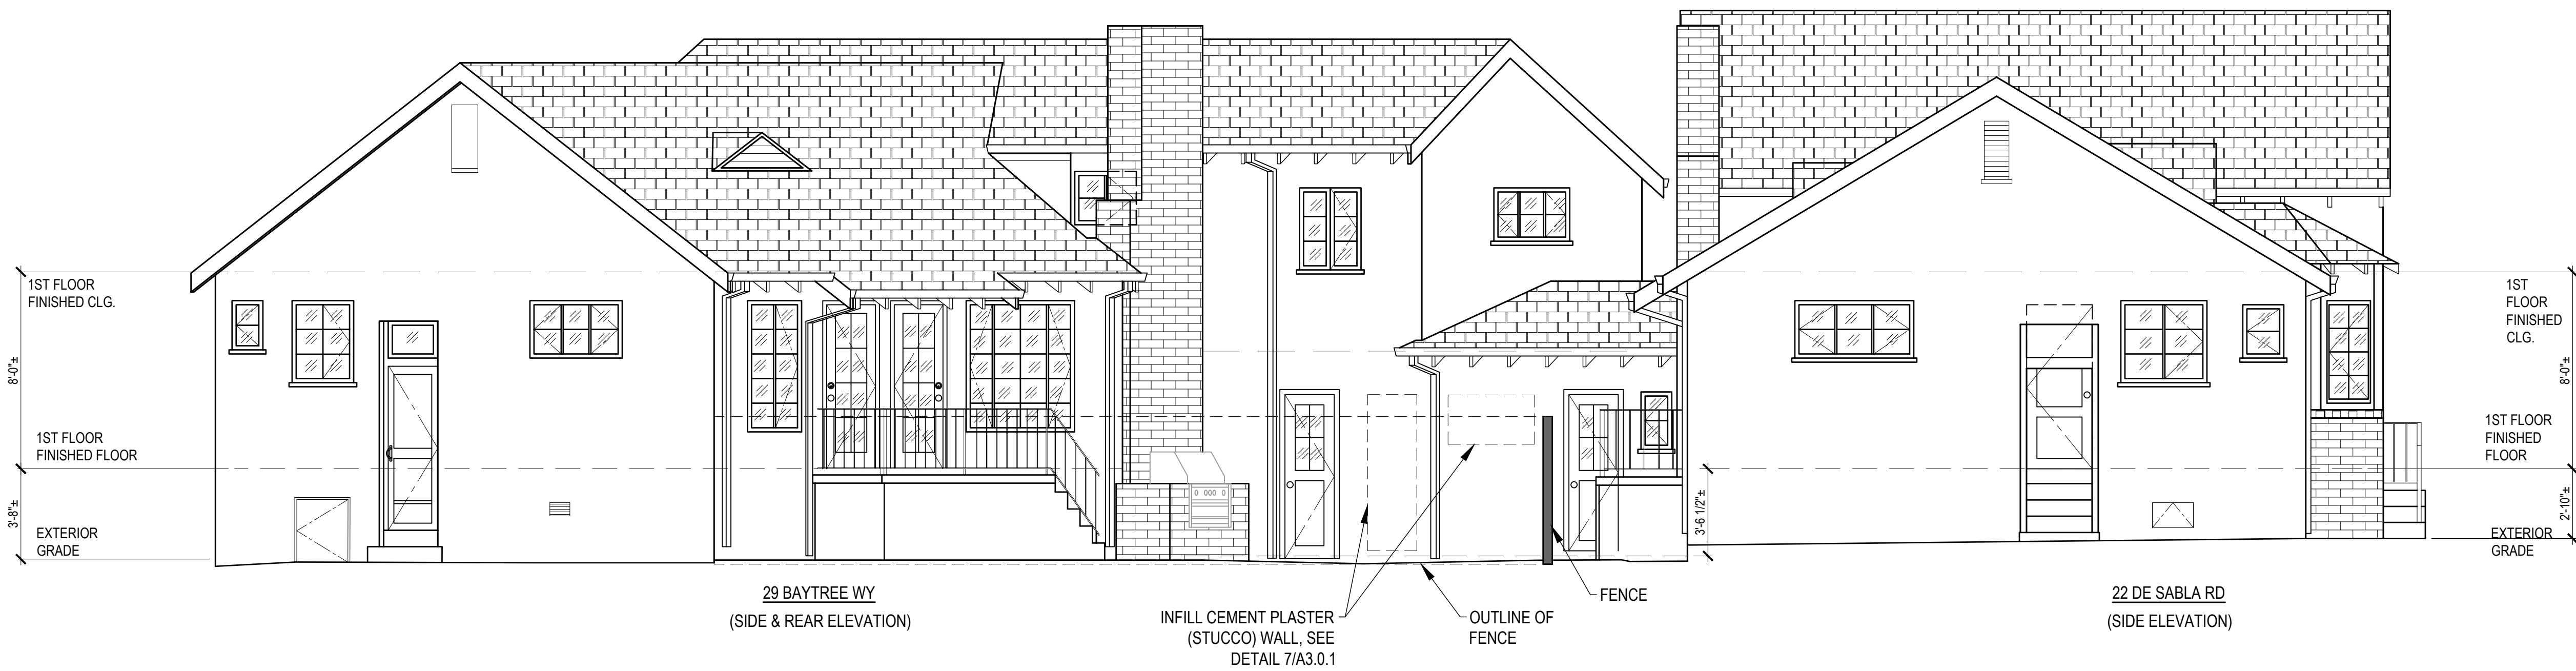 1ST FLOOR
FINISHED CLG.
8'-0"±
1ST FLOOR
FINISHED FLOOR
3'-8"±
EXTERIOR
GRADE
29 BAYTREE WY
(SIDE & REAR ELEVATION)
INFILL CEMENT PLASTER
(STUCCO) WALL, SEE
DETAIL 7/A3.0.1
OUTLINE OF
FENCE
FENCE
3'-6 1/2"±
1ST
FLOOR
FINISHED
CLG.
8'-0"±
1ST FLOOR
FINISHED
FLOOR
2'-10"±
EXTERIOR
GRADE
22 DE SABLA RD
(SIDE ELEVATION)